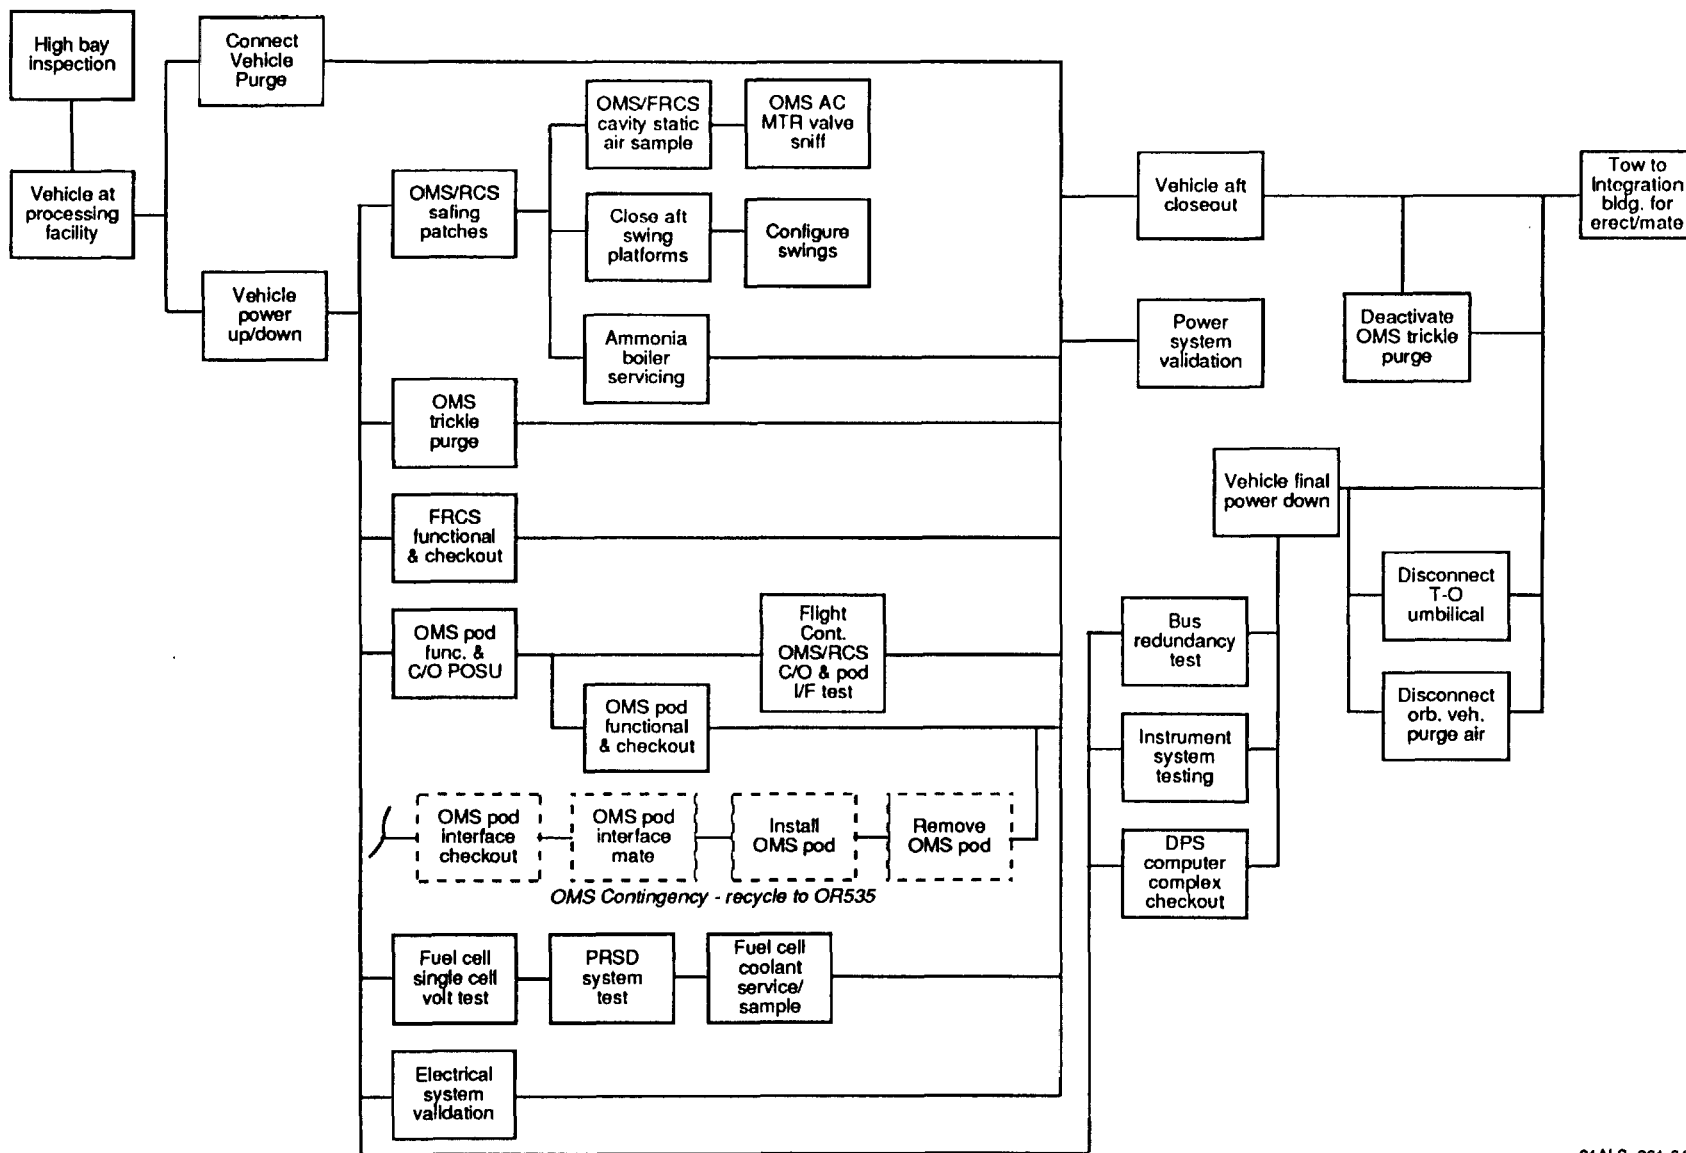 High bay
inspection
Connect
Vehicle
Purge
Vehicle at
processing
facility
Vehicle
power
up/down
OMS/RCS
safing
patches
OMS/FRCS
cavity static
air sample
OMS AC
MTR valve
sniff
Close aft
swing
platforms
Configure
swings
Ammonia
boiler
servicing
OMS
trickle
purge
FRCS
functional
& checkout
OMS pod
func. &
C/O POSU
Flight
Cont.
OMS/RCS
C/O & pod
I/F test
OMS pod
functional
& checkout
OMS pod
interface
checkout
OMS pod
interface
mate
Install
OMS pod
Remove
OMS pod
OMS Contingency - recycle to OR535
Fuel cell
single cell
volt test
PRSD
system
test
Fuel cell
coolant
service/
sample
Electrical
system
validation
Vehicle aft
closeout
Power
system
validation
Tow to
Integration
bldg. for
erect/mate
Deactivate
OMS trickle
purge
Vehicle final
power down
Disconnect
T-O
umbilical
Disconnect
orb. veh.
purge air
Bus
redundancy
test
Instrument
system
testing
DPS
computer
complex
checkout